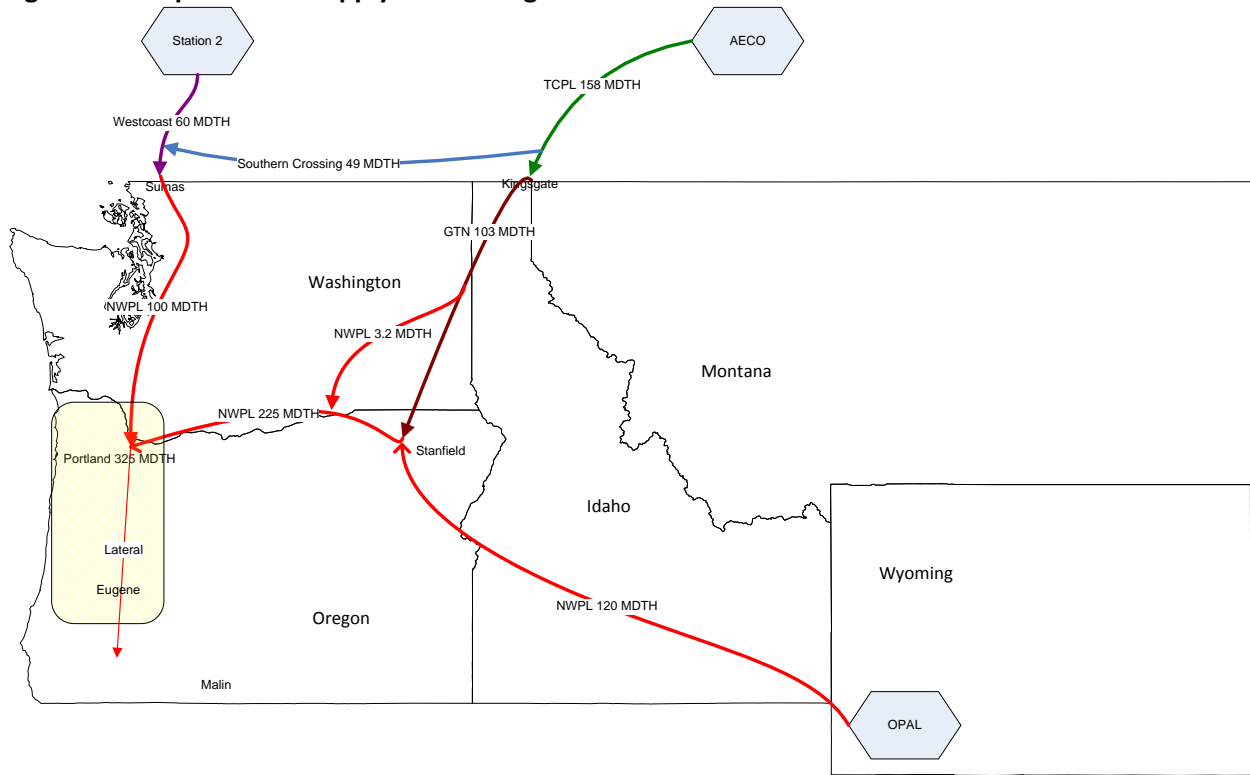 Station 2
AECO
TCPL 158 MDTH
Westcoast 60 MDTH
Southern Crossing 49 MDTH
Sumas
Kingsgate
GTN 103 MDTH
Washington
NWPL 100 MDTH
NWPL 3.2 MDTH
Montana
NWPL 225 MDTH
Stanfield
Portland 325 MDTH
Idaho
Lateral
Wyoming
Eugene
NWPL 120 MDTH
Oregon
Malin
OPAL